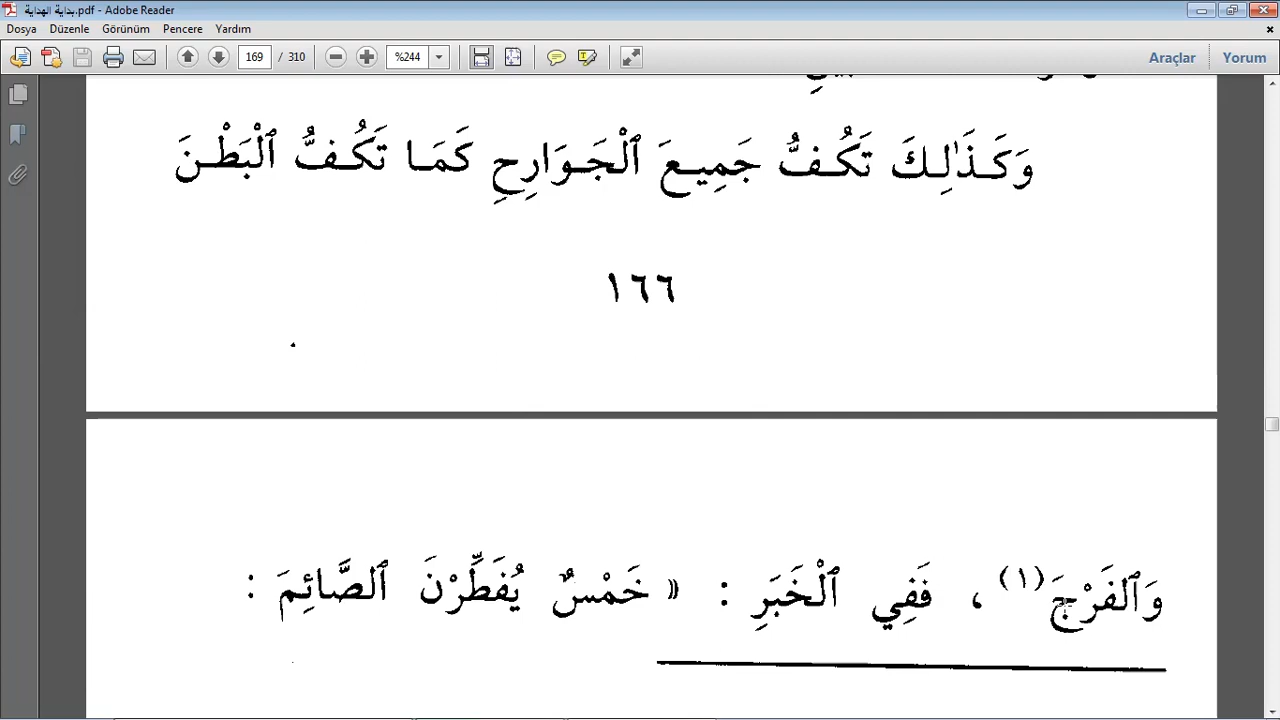 بداية الهداية.pdf - Adobe Reader
Dosya Düzenle Görünüm Pencere Yardım
169 / 310 %244 Araçlar Yorum
وَكَذَٰلِكَ تَكُفُّ جَمِيعَ ٱلْجَوَارِحِ كَمَا تَكُفُّ ٱلْبَطْنَ
١٦٦
وَٱلفَرْجَ(١) ، فَفِي ٱلْخَبَرِ : « خَمْسٌ يُفَطِّرْنَ ٱلصَّائِمَ :